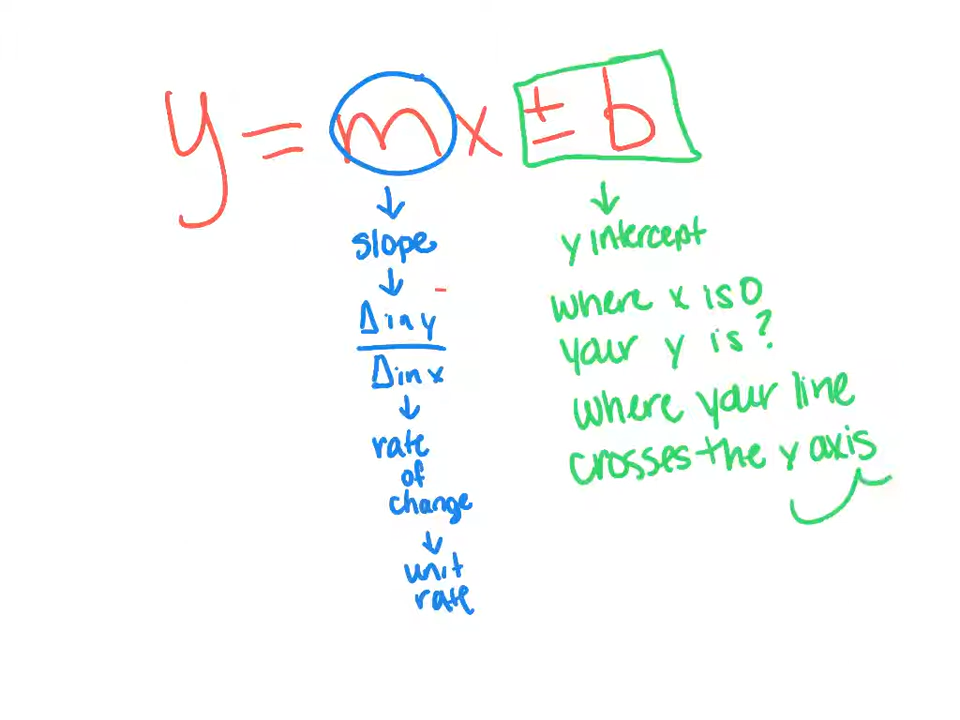 y = mx ± b
slope
Δ in y
Δ in x
rate
of
change
unit
rate
y intercept
where x is 0
your y is?
where your line
crosses the y axis